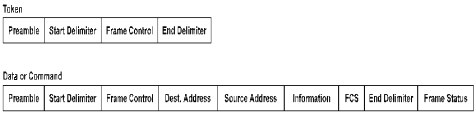 Token
Preamble Start Delimiter Frame Control End Delimiter
Data or Command
Preamble Start Delimiter Frame Control Dest. Address Source Address Information FCS End Delimiter Frame Status